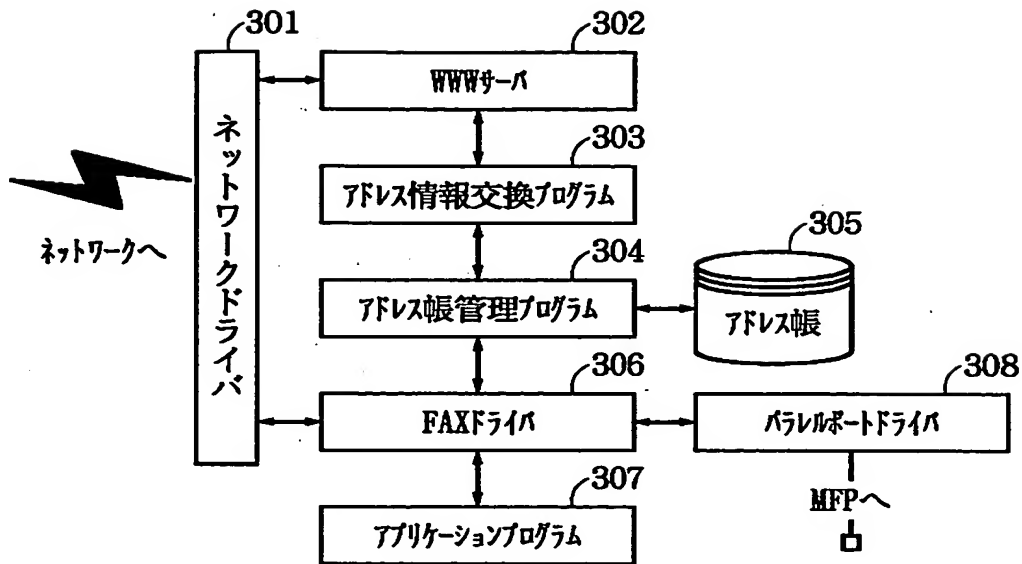 301
302
WWWサーバ
ネットワークドライバ
303
アドレス情報交換プログラム
ネットワークへ
304
アドレス帳管理プログラム
305
アドレス帳
306
FAXドライバ
308
パラレルポートドライバ
307
アプリケーションプログラム
MFPへ